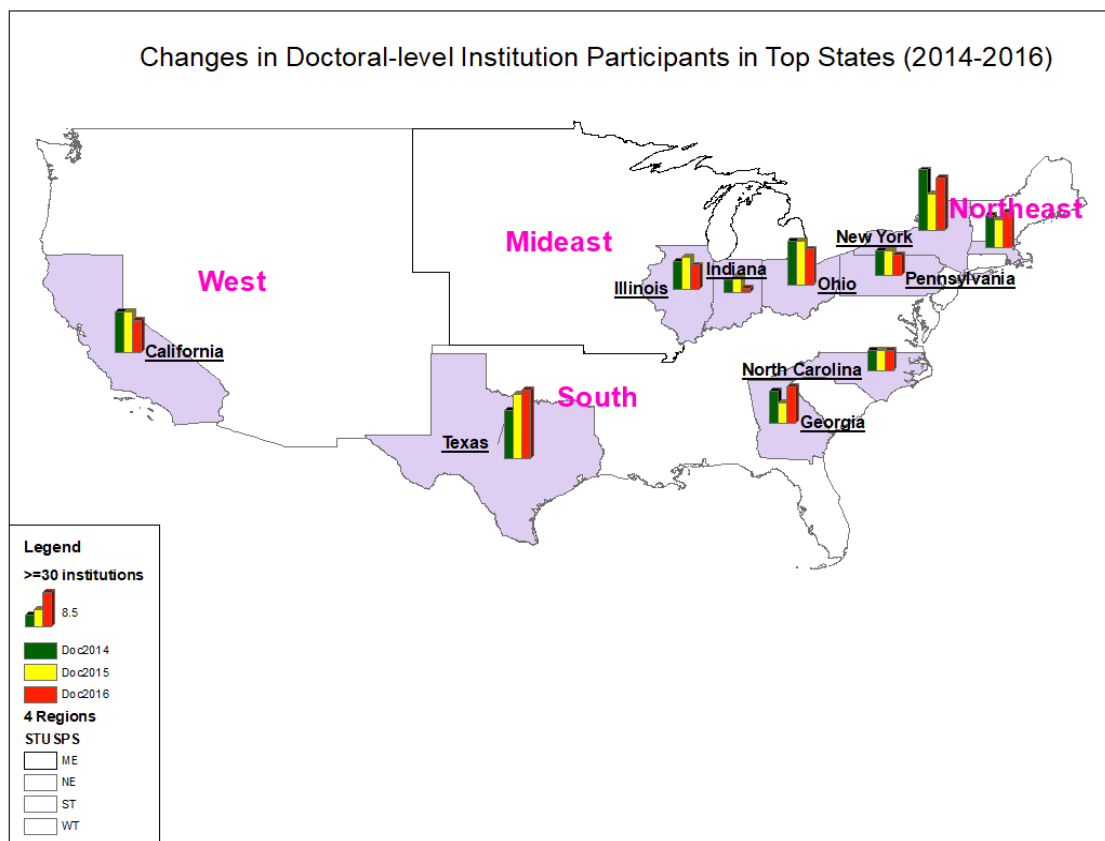 Changes in Doctoral-level Institution Participants in Top States (2014-2016)
Northeast
New York
Mideast
Indiana
Pennsylvania
West
Illinois
Ohio
California
North Carolina
South
Georgia
Texas
Legend
>=30 institutions
8.5
Doc2014
Doc2015
Doc2016
4 Regions
STUSPS
ME
NE
ST
WT